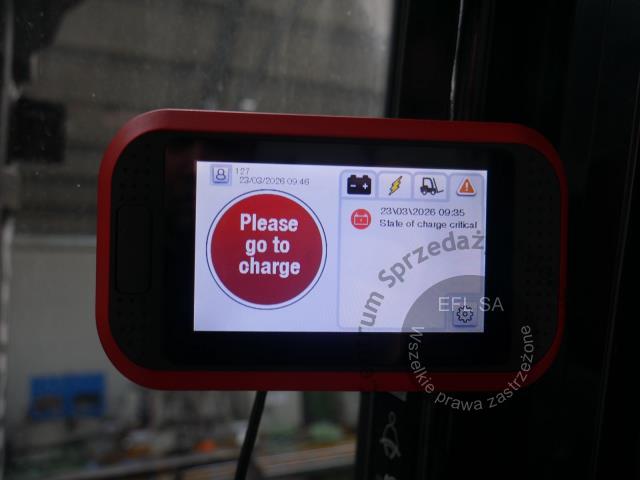 127
23/03/2026 09:46
Please
go to
charge
23\03\2026 09:35
State of charge critical
rum Sprzedaż
EFL SA
Wszelkie prawa zastrzeżone